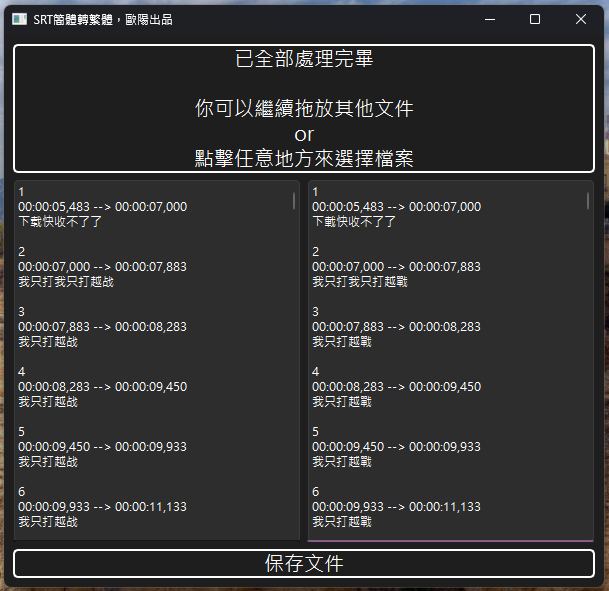 SRT簡體轉繁體，歐陽出品
已全部處理完畢
你可以繼續拖放其他文件
or
點擊任意地方來選擇檔案
1
00:00:05,483 --> 00:00:07,000
下载快收不了了
2
00:00:07,000 --> 00:00:07,883
我只打我只打越战
3
00:00:07,883 --> 00:00:08,283
我只打越战
4
00:00:08,283 --> 00:00:09,450
我只打越战
5
00:00:09,450 --> 00:00:09,933
我只打越战
6
00:00:09,933 --> 00:00:11,133
我只打越战
1
00:00:05,483 --> 00:00:07,000
下載快收不了了
2
00:00:07,000 --> 00:00:07,883
我只打我只打越戰
3
00:00:07,883 --> 00:00:08,283
我只打越戰
4
00:00:08,283 --> 00:00:09,450
我只打越戰
5
00:00:09,450 --> 00:00:09,933
我只打越戰
6
00:00:09,933 --> 00:00:11,133
我只打越戰
保存文件